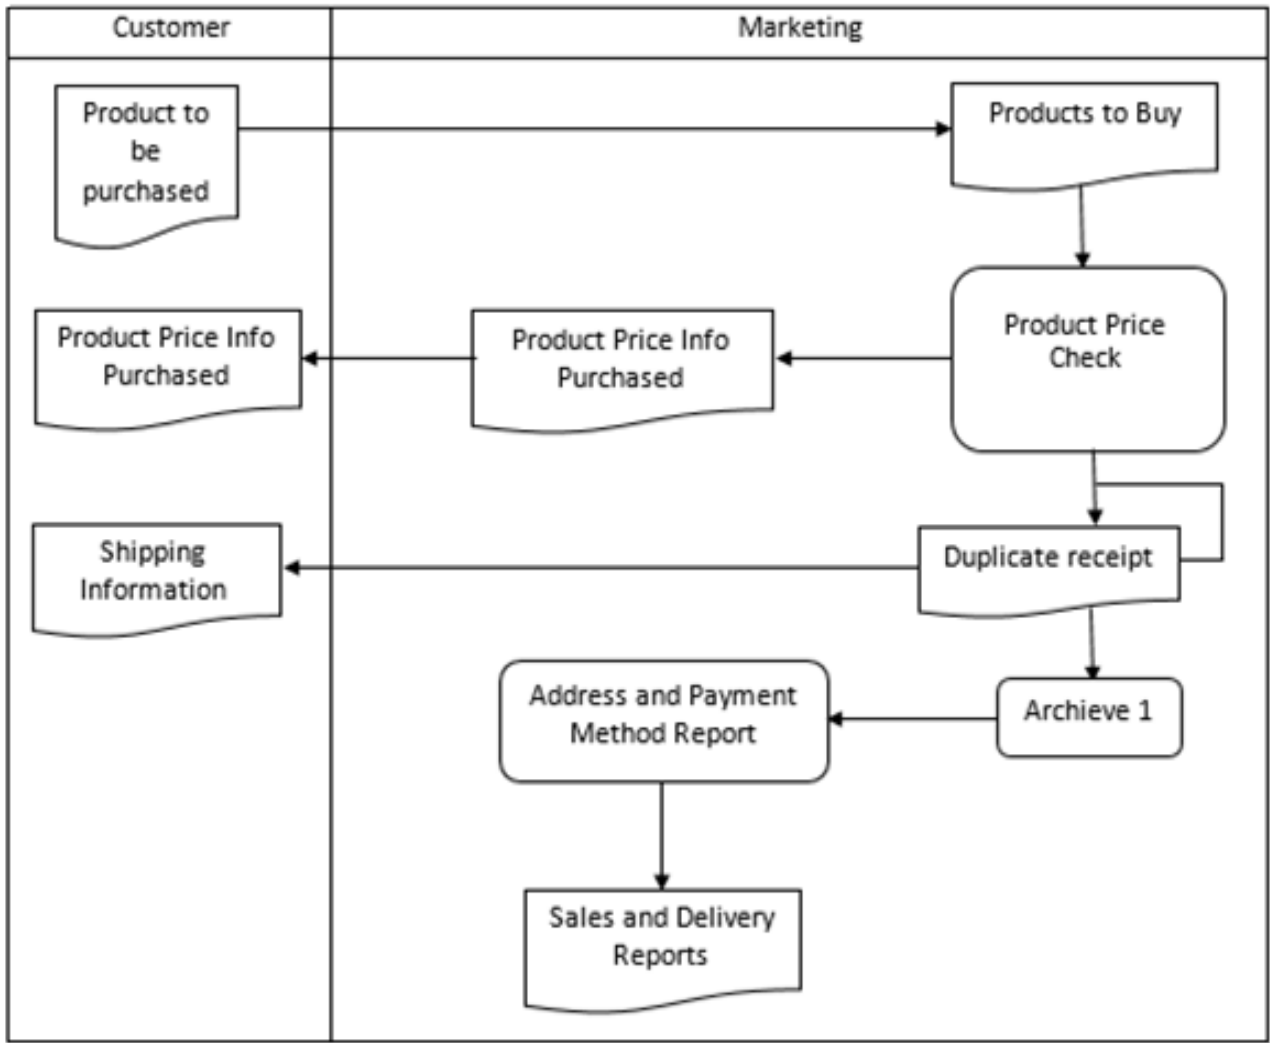 Customer
Marketing
Product to
be
purchased
Products to Buy
Product Price Info
Purchased
Product Price Info
Purchased
Product Price
Check
Shipping
Information
Duplicate receipt
Address and Payment
Method Report
Archieve 1
Sales and Delivery
Reports